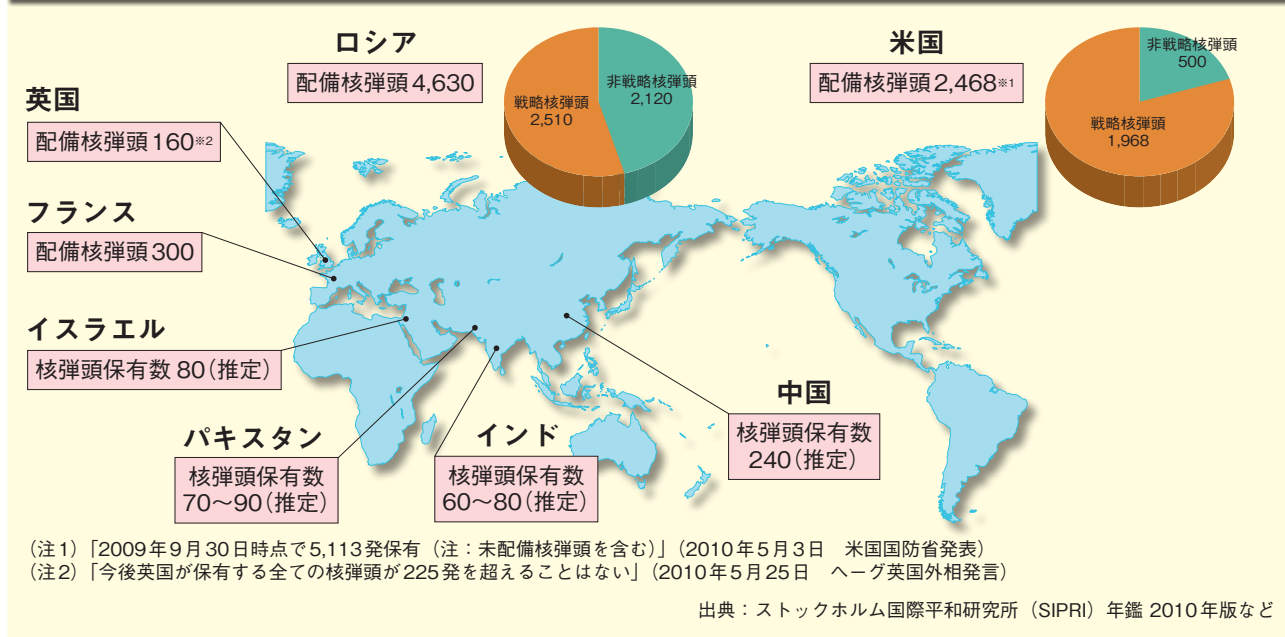 ロシア
配備核弾頭4,630
戦略核弾頭
2,510
非戦略核弾頭
2,120
米国
配備核弾頭2,468※1
非戦略核弾頭
500
戦略核弾頭
1,968
英国
配備核弾頭160※2
フランス
配備核弾頭300
イスラエル
核弾頭保有数 80(推定)
パキスタン
核弾頭保有数
70～90(推定)
インド
核弾頭保有数
60～80(推定)
中国
核弾頭保有数
240(推定)
(注1)「2009年9月30日時点で5,113発保有(注：未配備核弾頭を含む)」(2010年5月3日　米国国防省発表)
(注2)「今後英国が保有する全ての核弾頭が225発を超えることはない」(2010年5月25日　ヘーグ英国外相発言)
出典：ストックホルム国際平和研究所(SIPRI)年鑑 2010年版など